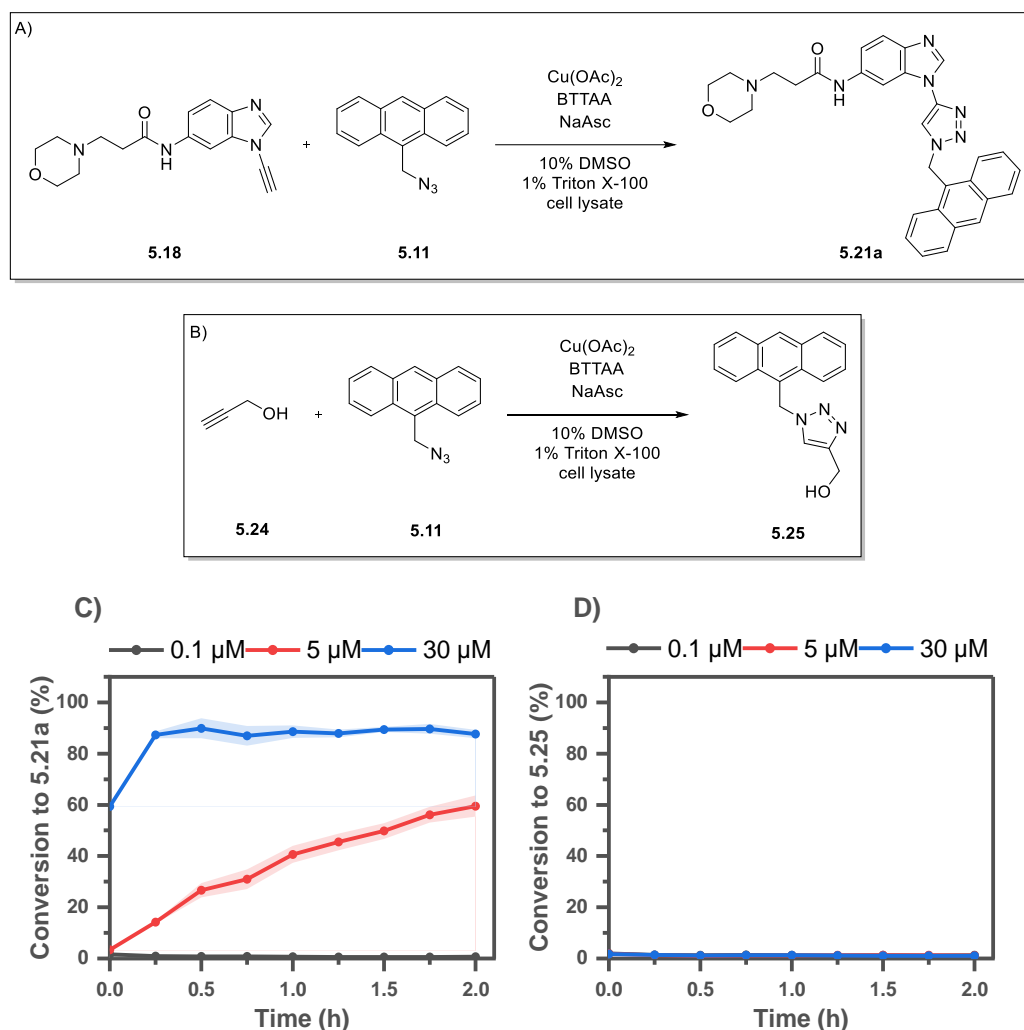 A)
O
N
O
N
H
N
N
5.18
+
N3
5.11
Cu(OAc)2
BTTAA
NaAsc
10% DMSO
1% Triton X-100
cell lysate
O
N
O
N
H
N
N
N
N
N
5.21a
B)
OH
5.24
+
N3
5.11
Cu(OAc)2
BTTAA
NaAsc
10% DMSO
1% Triton X-100
cell lysate
N
N
N
HO
5.25
C)
0.1 µM 5 µM 30 µM
Conversion to 5.21a (%)
100
80
60
40
20
0
0.0 0.5 1.0 1.5 2.0
Time (h)
D)
0.1 µM 5 µM 30 µM
Conversion to 5.25 (%)
100
80
60
40
20
0
0.0 0.5 1.0 1.5 2.0
Time (h)